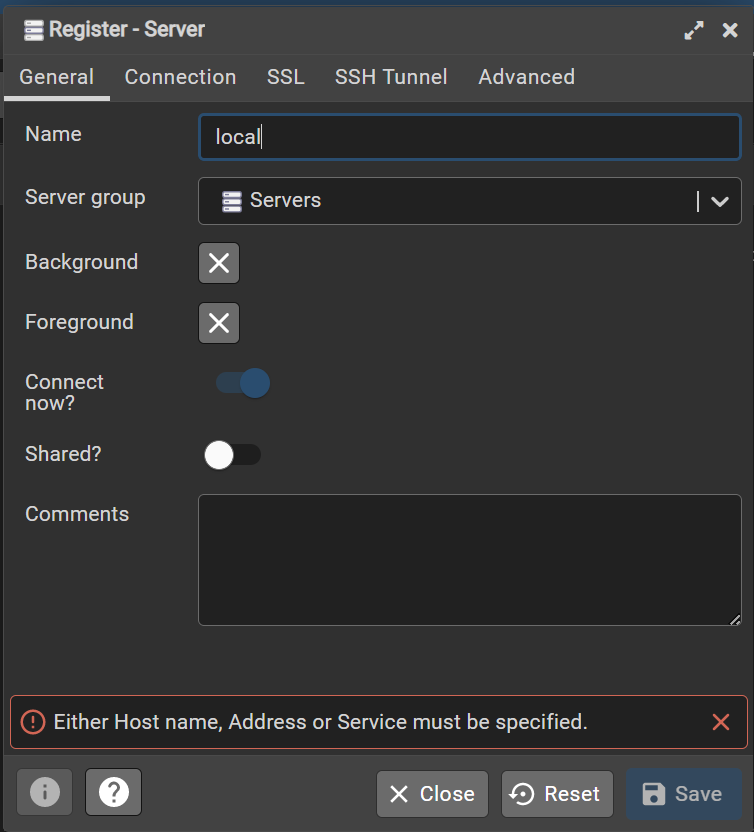 Register - Server
General Connection SSL SSH Tunnel Advanced
Name local
Server group Servers
Background
Foreground
Connect
now?
Shared?
Comments
Either Host name, Address or Service must be specified.
Close Reset Save